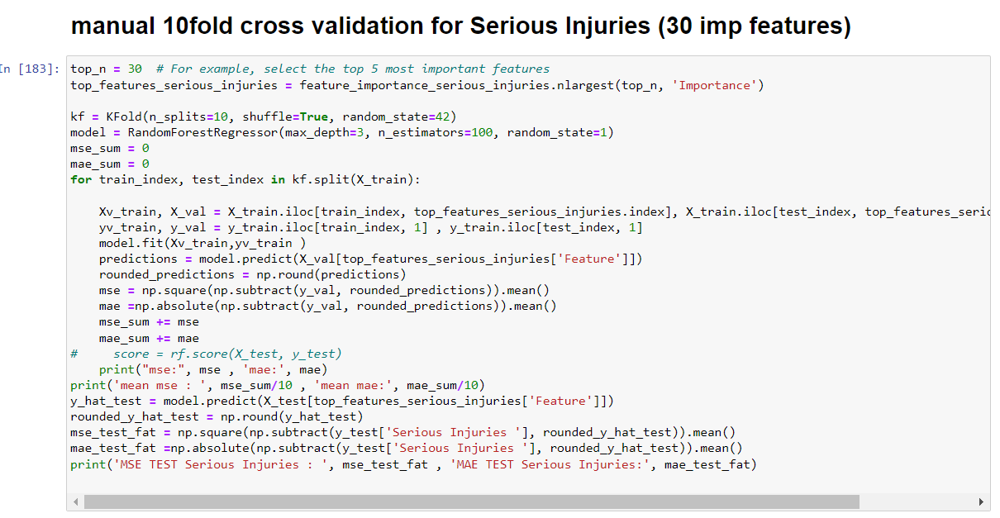 manual 10fold cross validation for Serious Injuries (30 imp features)
In [183]:
top_n = 30  # For example, select the top 5 most important features
top_features_serious_injuries = feature_importance_serious_injuries.nlargest(top_n, 'Importance')
kf = KFold(n_splits=10, shuffle=True, random_state=42)
model = RandomForestRegressor(max_depth=3, n_estimators=100, random_state=1)
mse_sum = 0
mae_sum = 0
for train_index, test_index in kf.split(X_train):
    Xv_train, X_val = X_train.iloc[train_index, top_features_serious_injuries.index], X_train.iloc[test_index, top_features_serio
    yv_train, y_val = y_train.iloc[train_index, 1] , y_train.iloc[test_index, 1]
    model.fit(Xv_train,yv_train )
    predictions = model.predict(X_val[top_features_serious_injuries['Feature']])
    rounded_predictions = np.round(predictions)
    mse = np.square(np.subtract(y_val, rounded_predictions)).mean()
    mae =np.absolute(np.subtract(y_val, rounded_predictions)).mean()
    mse_sum += mse
    mae_sum += mae
#     score = rf.score(X_test, y_test)
    print("mse:", mse , 'mae:', mae)
print('mean mse : ', mse_sum/10 , 'mean mae:', mae_sum/10)
y_hat_test = model.predict(X_test[top_features_serious_injuries['Feature']])
rounded_y_hat_test = np.round(y_hat_test)
mse_test_fat = np.square(np.subtract(y_test['Serious Injuries '], rounded_y_hat_test)).mean()
mae_test_fat =np.absolute(np.subtract(y_test['Serious Injuries '], rounded_y_hat_test)).mean()
print('MSE TEST Serious Injuries : ', mse_test_fat , 'MAE TEST Serious Injuries:', mae_test_fat)